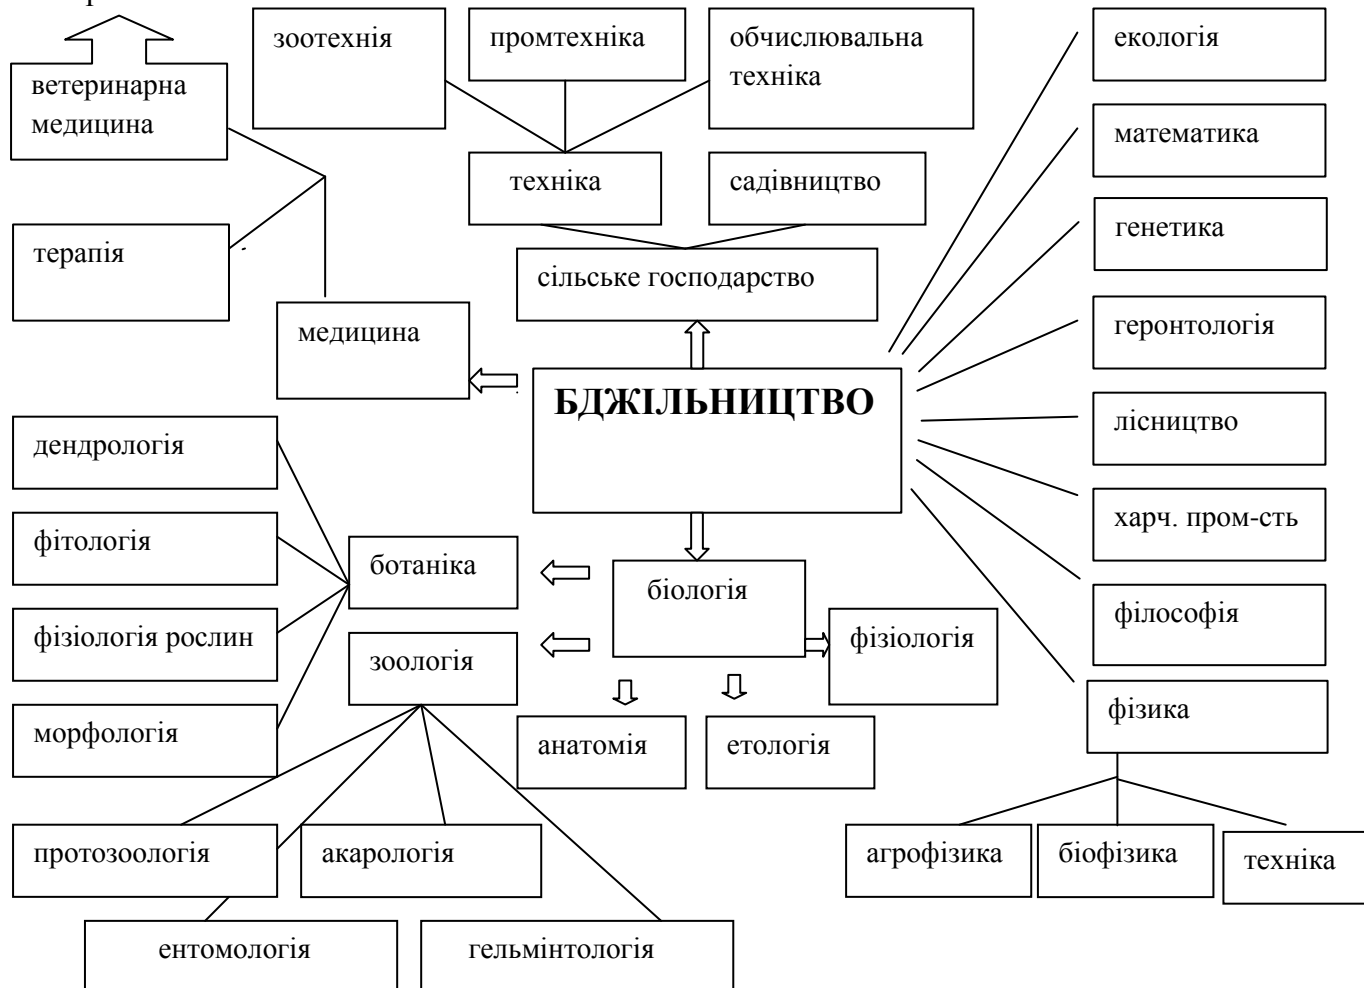 зоотехнія
промтехніка
обчислювальна
техніка
екологія
ветеринарна
медицина
математика
техніка
садівництво
генетика
терапія
сільське господарство
медицина
геронтологія
БДЖІЛЬНИЦТВО
лісництво
дендрологія
харч. пром-сть
фітологія
ботаніка
біологія
філософія
фізіологія рослин
зоологія
фізіологія
фізика
морфологія
анатомія
етологія
протозоологія
акарологія
агрофізика
біофізика
техніка
ентомологія
гельмінтологія